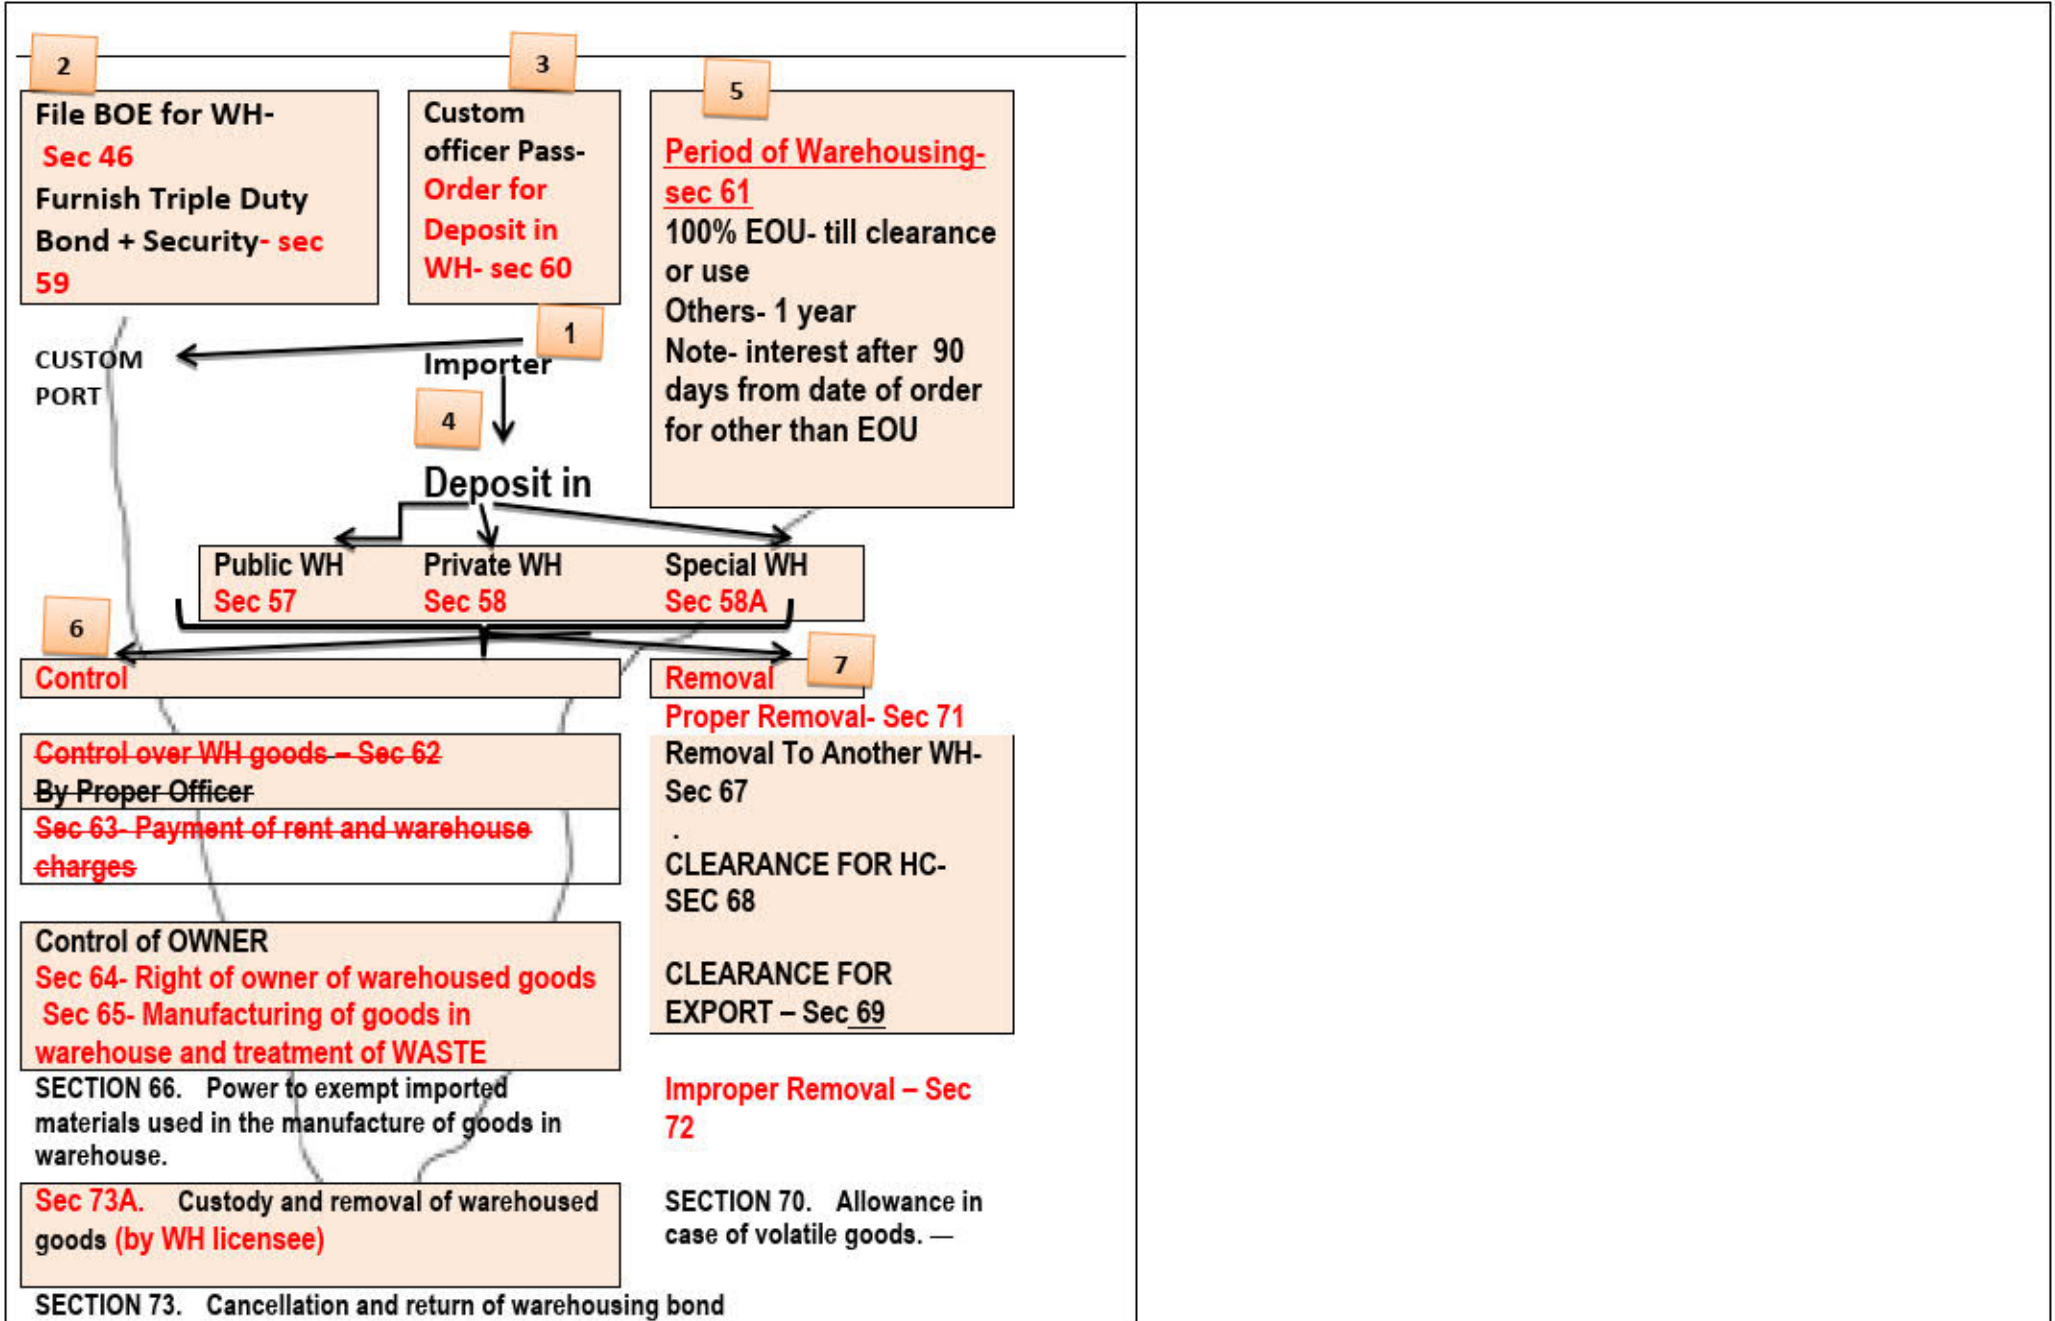 2
File BOE for WH-
Sec 46
Furnish Triple Duty
Bond + Security- sec
59
3
Custom
officer Pass-
Order for
Deposit in
WH- sec 60
5
Period of Warehousing-
sec 61
100% EOU- till clearance
or use
Others- 1 year
Note- interest after 90
days from date of order
for other than EOU
1
CUSTOM
PORT
Importer
4
Deposit in
Public WH
Sec 57
Private WH
Sec 58
Special WH
Sec 58A
6
Control
Control over WH goods – Sec 62
By Proper Officer
Sec 63- Payment of rent and warehouse
charges
Control of OWNER
Sec 64- Right of owner of warehoused goods
Sec 65- Manufacturing of goods in
warehouse and treatment of WASTE
SECTION 66. Power to exempt imported
materials used in the manufacture of goods in
warehouse.
Sec 73A. Custody and removal of warehoused
goods (by WH licensee)
7
Removal
Proper Removal- Sec 71
Removal To Another WH-
Sec 67
.
CLEARANCE FOR HC-
SEC 68
CLEARANCE FOR
EXPORT – Sec 69
Improper Removal – Sec
72
SECTION 70. Allowance in
case of volatile goods. —
SECTION 73. Cancellation and return of warehousing bond